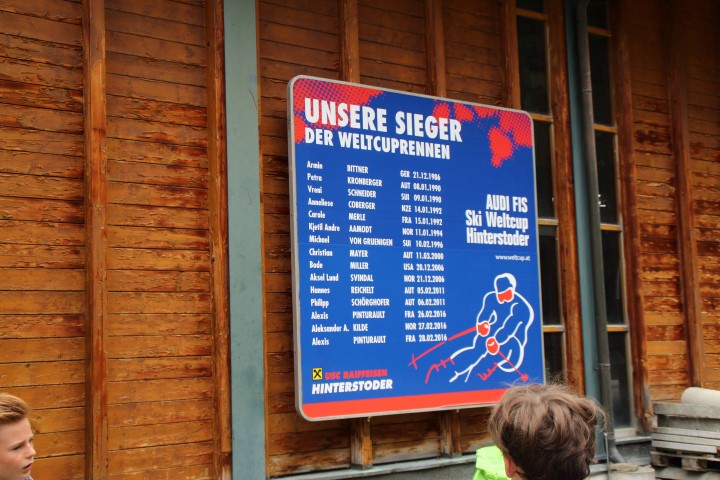 UNSERE SIEGER
DER WELTCUPRENNEN
Armin BITTNER GER 21.12.1986
Petra KRONBERGER AUT 08.01.1990
Vreni SCHNEIDER SUI 09.01.1990
Anneliese COBERGER NZE 14.01.1992
Carole MERLE FRA 15.01.1992
Kjetil Andre AAMODT NOR 11.01.1994
Michael VON GRUENIGEN SUI 10.02.1996
Christian MAYER AUT 11.03.2000
Bode MILLER USA 20.12.2006
Aksel Lund SVINDAL NOR 21.12.2006
Hannes REICHELT AUT 05.02.2011
Philipp SCHÖRGHOFER AUT 06.02.2011
Alexis PINTURAULT FRA 26.02.2016
Aleksander A. KILDE NOR 27.02.2016
Alexis PINTURAULT FRA 28.02.2016
AUDI FIS
Ski Weltcup
Hinterstoder
www.weltcup.at
USC RAIFFEISEN
HINTERSTODER